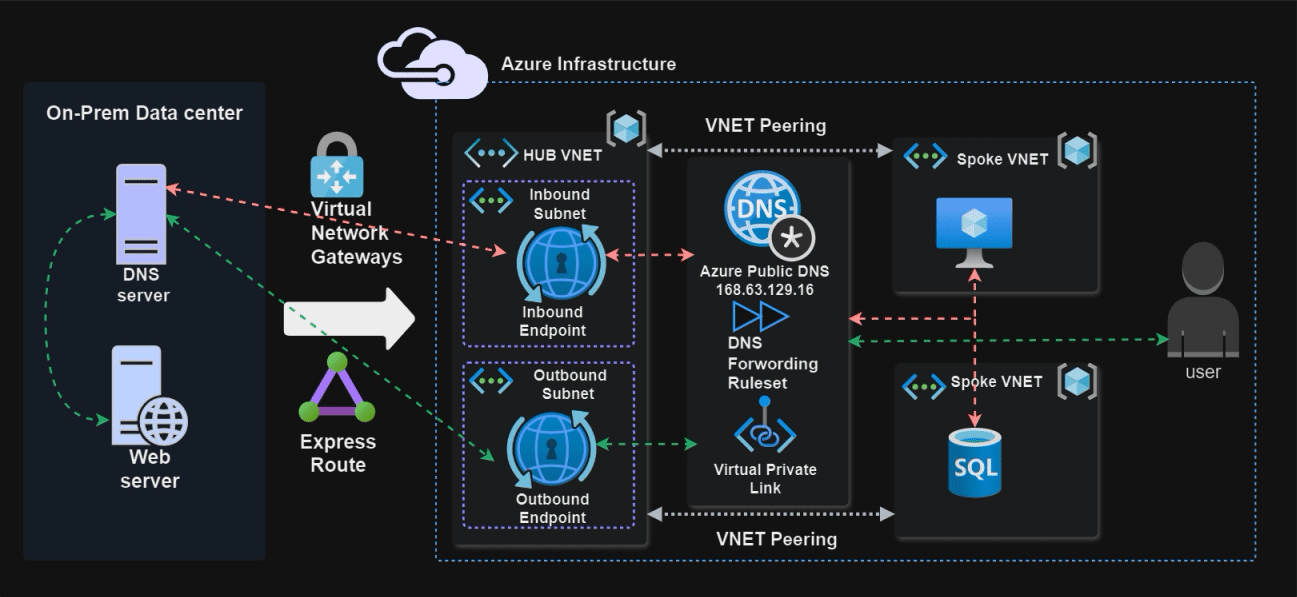 Azure Infrastructure
On-Prem Data center
DNS
server
Web
server
Virtual
Network
Gateways
Express
Route
HUB VNET
Inbound
Subnet
Inbound
Endpoint
Outbound
Subnet
Outbound
Endpoint
VNET Peering
DNS
Azure Public DNS
168.63.129.16
DNS
Forwording
Ruleset
Virtual Private
Link
VNET Peering
Spoke VNET
Spoke VNET
SQL
user